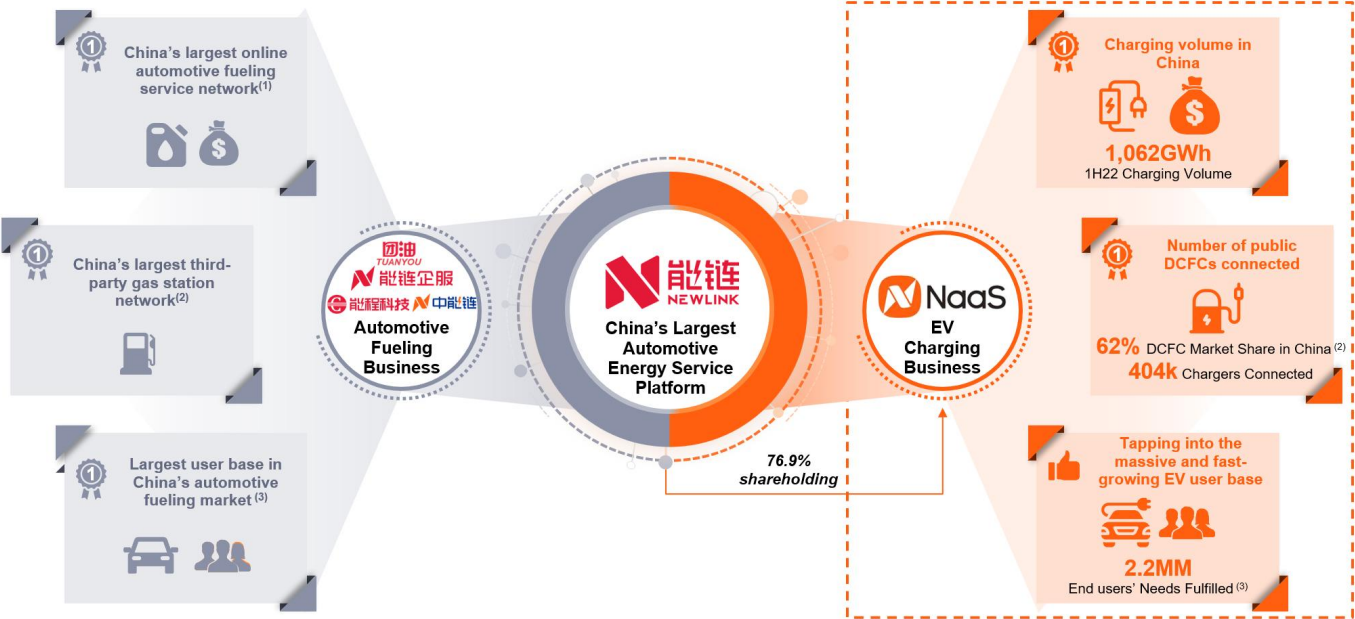 1
China's largest online
automotive fueling
service network(1)
$
1
China's largest third-
party gas station
network(2)
1
Largest user base in
China's automotive
fueling market (3)
团油
TUANYOU
能链企服
能程科技 中能链
Automotive
Fueling
Business
能链
NEWLINK
China's Largest
Automotive
Energy Service
Platform
76.9%
shareholding
NaaS
EV
Charging
Business
1
Charging volume in
China
$
1,062GWh
1H22 Charging Volume
1
Number of public
DCFCs connected
62% DCFC Market Share in China (2)
404k Chargers Connected
Tapping into the
massive and fast-
growing EV user base
2.2MM
End users' Needs Fulfilled (3)